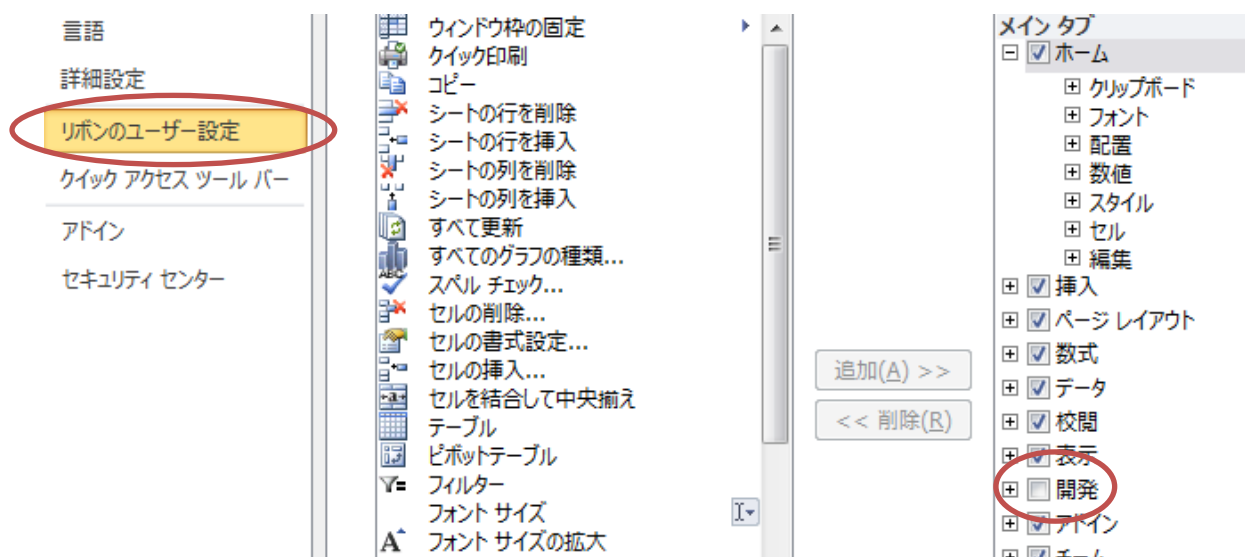 言語
詳細設定
リボンのユーザー設定
クイック アクセス ツール バー
アドイン
セキュリティ センター
ウィンドウ枠の固定
クイック印刷
コピー
シートの行を削除
シートの行を挿入
シートの列を削除
シートの列を挿入
すべて更新
すべてのグラフの種類...
スペル チェック...
セルの削除...
セルの書式設定...
セルの挿入...
セルを結合して中央揃え
テーブル
ピボットテーブル
フィルター
フォント サイズ
フォント サイズの拡大
追加(A) >>
<< 削除(R)
メイン タブ
ホーム
クリップボード
フォント
配置
数値
スタイル
セル
編集
挿入
ページ レイアウト
数式
データ
校閲
表示
開発
アドイン
チーム